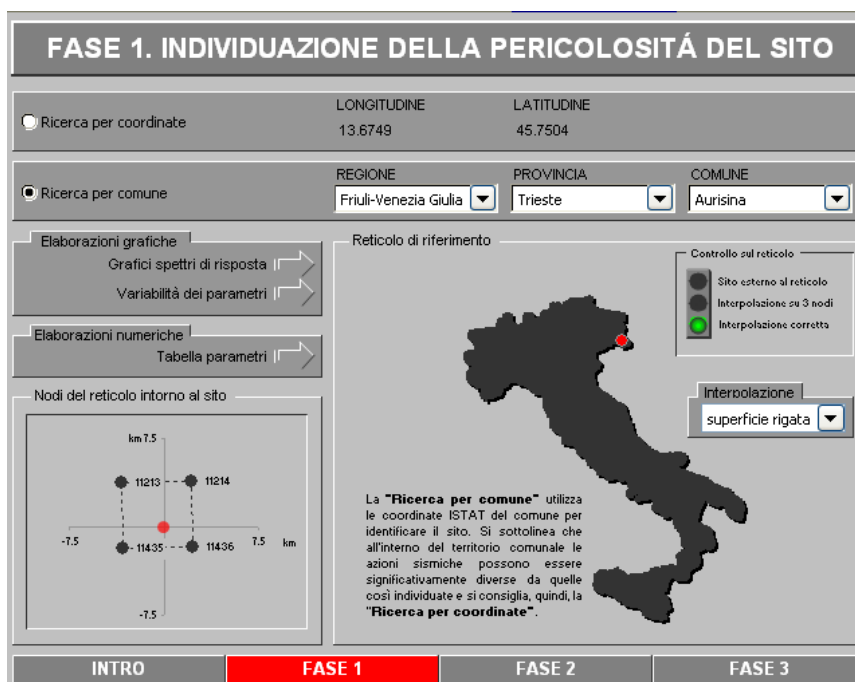 FASE 1. INDIVIDUAZIONE DELLA PERICOLOSITÁ DEL SITO
Ricerca per coordinate
LONGITUDINE
13.6749
LATITUDINE
45.7504
Ricerca per comune
REGIONE
Friuli-Venezia Giulia
PROVINCIA
Trieste
COMUNE
Aurisina
Elaborazioni grafiche
Grafici spettri di risposta
Variabilità dei parametri
Elaborazioni numeriche
Tabella parametri
Nodi del reticolo intorno al sito
km 7.5
11213
11214
-7.5
7.5 km
11435
11436
-7.5
Reticolo di riferimento
Controllo sul reticolo
Sito esterno al reticolo
Interpolazione su 3 nodi
Interpolazione corretta
Interpolazione
superficie rigata
La "Ricerca per comune" utilizza
le coordinate ISTAT del comune per
identificare il sito. Si sottolinea che
all'interno del territorio comunale le
azioni sismiche possono essere
significativamente diverse da quelle
così individuate e si consiglia, quindi, la
"Ricerca per coordinate".
INTRO
FASE 1
FASE 2
FASE 3